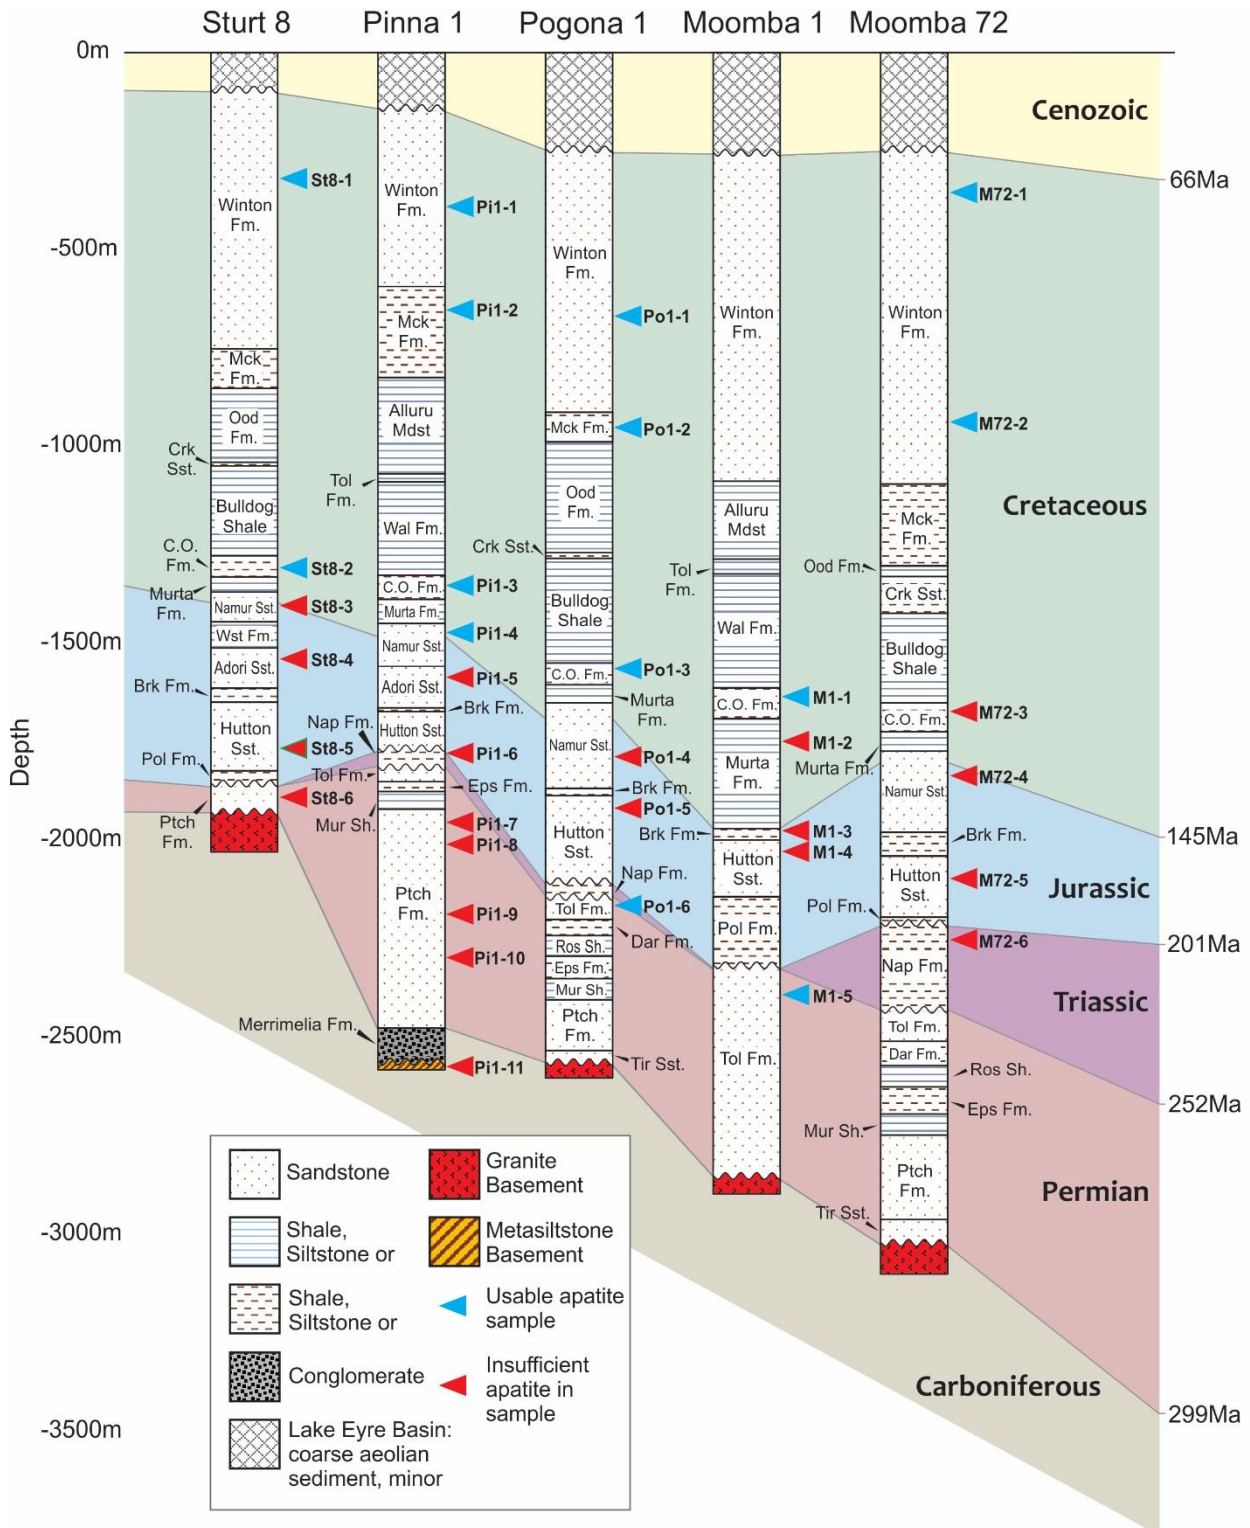 Sturt 8
Pinna 1
Pogona 1
Moomba 1
Moomba 72
Depth
0m
-500m
-1000m
-1500m
-2000m
-2500m
-3000m
-3500m
Winton
Fm.
Mck
Fm.
Ood
Fm.
Crk
Sst.
Bulldog
Shale
C.O.
Fm.
Murta
Fm.
Namur Sst.
Wst Fm.
Adori Sst.
Brk Fm.
Hutton
Sst.
Pol Fm.
Ptch
Fm.
St8-1
St8-2
St8-3
St8-4
St8-5
St8-6
Winton
Fm.
Mck
Fm.
Alluru
Mdst
Tol
Fm.
Wal Fm.
C.O. Fm.
Murta Fm.
Namur Sst.
Adori Sst.
Brk Fm.
Hutton Sst.
Nap Fm.
Tol Fm.
Eps Fm.
Mur Sh.
Ptch
Fm.
Merrimelia Fm.
Pi1-1
Pi1-2
Pi1-3
Pi1-4
Pi1-5
Pi1-6
Pi1-7
Pi1-8
Pi1-9
Pi1-10
Pi1-11
Winton
Fm.
Mck Fm.
Ood
Fm.
Crk Sst.
Bulldog
Shale
C.O. Fm.
Murta
Fm.
Namur Sst.
Brk Fm.
Hutton
Sst.
Nap Fm.
Tol Fm.
Dar Fm.
Ros Sh.
Eps Fm.
Mur Sh.
Ptch
Fm.
Tir Sst.
Po1-1
Po1-2
Po1-3
Po1-4
Po1-5
Po1-6
Winton
Fm.
Alluru
Mdst
Tol
Fm.
Wal Fm.
C.O. Fm.
Murta
Fm.
Brk Fm.
Hutton
Sst.
Pol Fm.
Tol Fm.
M1-1
M1-2
M1-3
M1-4
M1-5
Winton
Fm.
Mck
Fm.
Ood Fm.
Crk Sst.
Bulldog
Shale
C.O. Fm.
Murta Fm.
Namur Sst.
Brk Fm.
Hutton
Sst.
Pol Fm.
Nap Fm.
Tol Fm.
Dar Fm.
Ros Sh.
Eps Fm.
Mur Sh.
Ptch
Fm.
Tir Sst.
M72-1
M72-2
M72-3
M72-4
M72-5
M72-6
Cenozoic
66Ma
Cretaceous
145Ma
Jurassic
201Ma
Triassic
252Ma
Permian
299Ma
Carboniferous
Sandstone
Shale,
Siltstone or
Shale,
Siltstone or
Conglomerate
Lake Eyre Basin:
coarse aeolian
sediment, minor
Granite
Basement
Metasiltstone
Basement
Usable apatite
sample
Insufficient
apatite in
sample